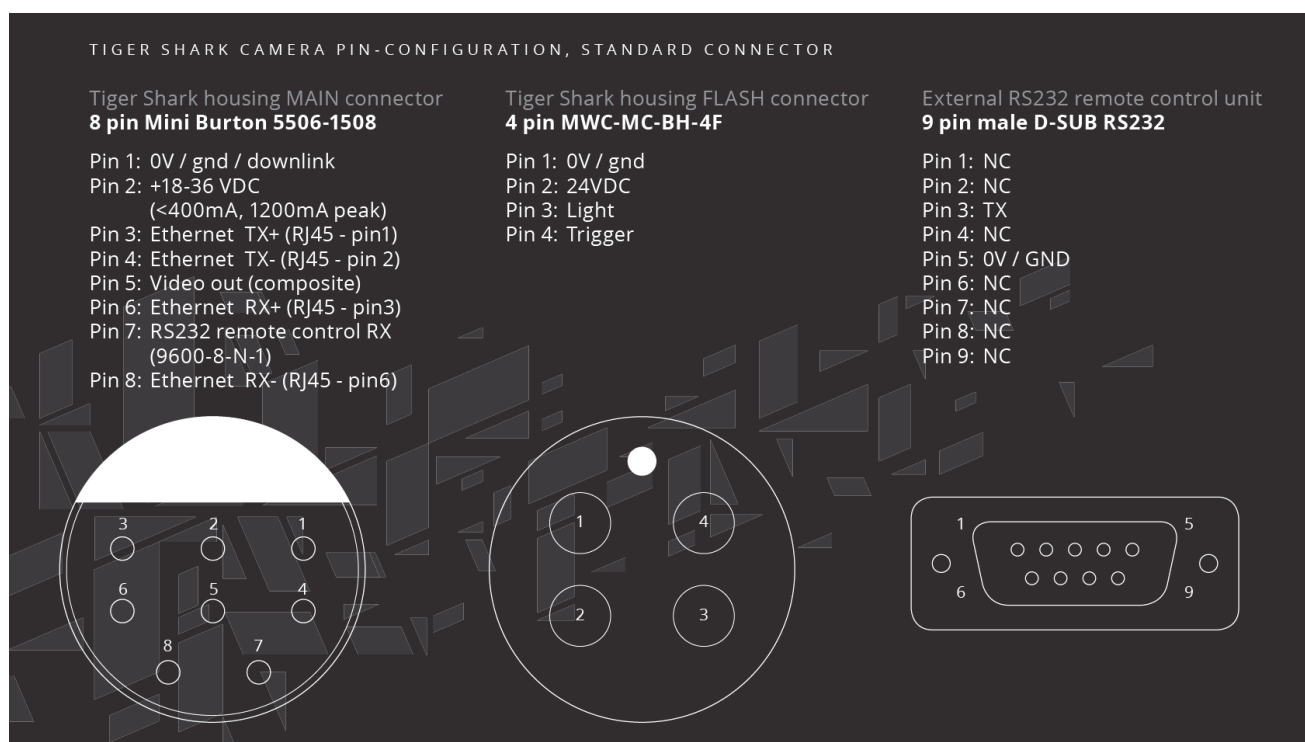 TIGER SHARK CAMERA PIN-CONFIGURATION, STANDARD CONNECTOR
Tiger Shark housing MAIN connector
8 pin Mini Burton 5506-1508
Pin 1: 0V / gnd / downlink
Pin 2: +18-36 VDC
(<400mA, 1200mA peak)
Pin 3: Ethernet TX+ (RJ45 - pin1)
Pin 4: Ethernet TX- (RJ45 - pin 2)
Pin 5: Video out (composite)
Pin 6: Ethernet RX+ (RJ45 - pin3)
Pin 7: RS232 remote control RX
(9600-8-N-1)
Pin 8: Ethernet RX- (RJ45 - pin6)
3 2 1
6 5 4
8 7
Tiger Shark housing FLASH connector
4 pin MWC-MC-BH-4F
Pin 1: 0V / gnd
Pin 2: 24VDC
Pin 3: Light
Pin 4: Trigger
1 4
2 3
External RS232 remote control unit
9 pin male D-SUB RS232
Pin 1: NC
Pin 2: NC
Pin 3: TX
Pin 4: NC
Pin 5: 0V / GND
Pin 6: NC
Pin 7: NC
Pin 8: NC
Pin 9: NC
1 5
6 9